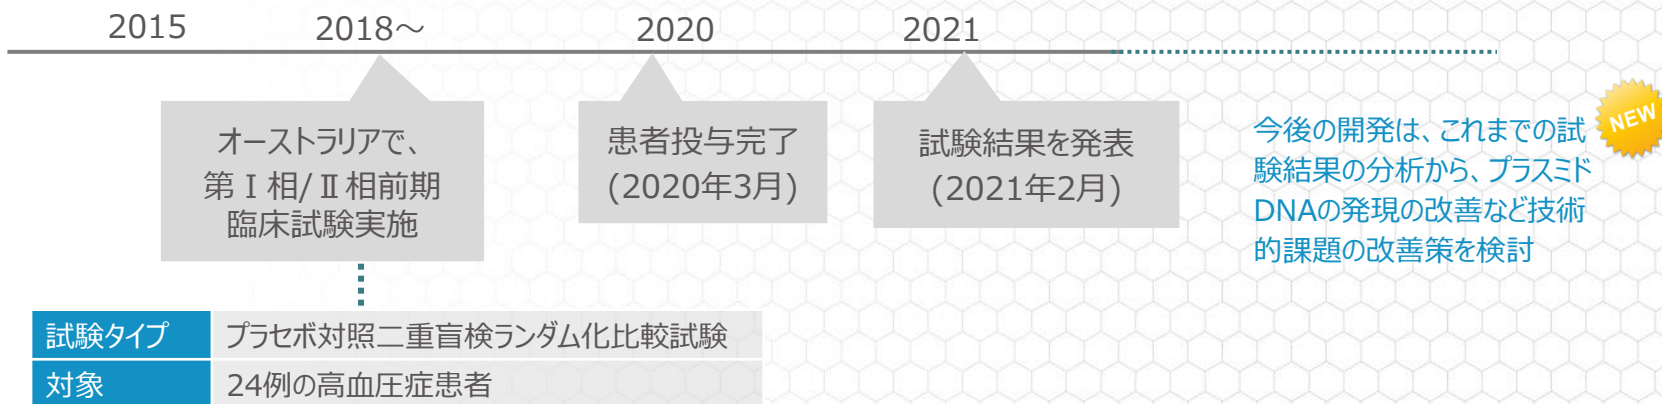 2015
2018～
2020
2021
オーストラリアで、
第Ⅰ相/Ⅱ相前期
臨床試験実施
患者投与完了
(2020年3月)
試験結果を発表
(2021年2月)
今後の開発は、これまでの試
験結果の分析から、プラスミド
DNAの発現の改善など技術
的課題の改善策を検討
NEW
試験タイプ プラセボ対照二重盲検ランダム化比較試験
対象 24例の高血圧症患者